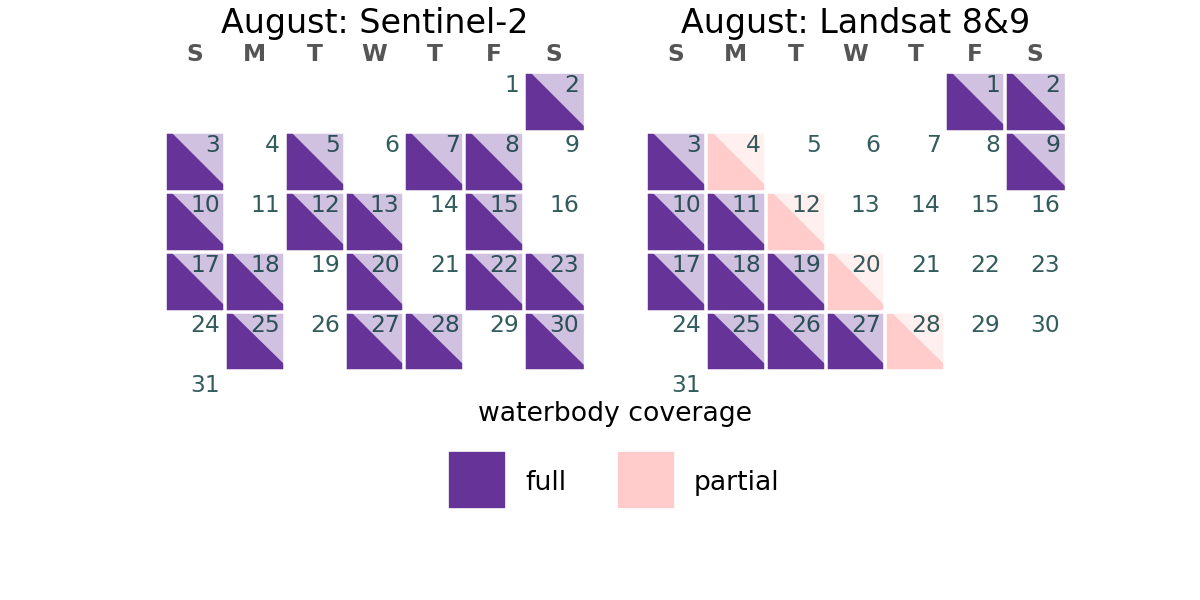 August: Sentinel-2
S M T W T F S
1 2
3 4 5 6 7 8 9
10 11 12 13 14 15 16
17 18 19 20 21 22 23
24 25 26 27 28 29 30
31
August: Landsat 8&9
S M T W T F S
1 2
3 4 5 6 7 8 9
10 11 12 13 14 15 16
17 18 19 20 21 22 23
24 25 26 27 28 29 30
31
waterbody coverage
full partial